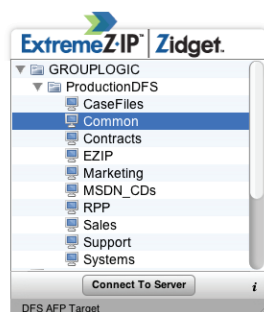 ExtremeZ-IP™ Zidget.
GROUPLOGIC
ProductionDFS
CaseFiles
Common
Contracts
EZIP
Marketing
MSDN_CDs
RPP
Sales
Support
Systems
Connect To Server i
DFS AFP Target